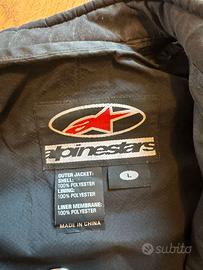 alpinestars
OUTER JACKET:
SHELL:
100% POLYESTER
LINING:
100% POLYESTER
L
LINER MEMBRANE:
100% POLYESTER
MADE IN CHINA
subito